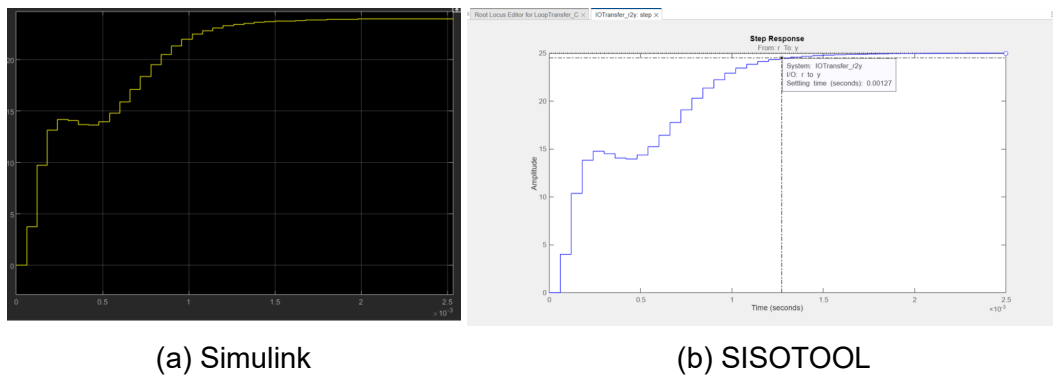 20
15
10
5
0
0
0.5
1
1.5
2
2.5
× 10⁻³
(a) Simulink
Root Locus Editor for LoopTransfer_C × IOTransfer_r2y: step ×
Step Response
From: r To: y
System: IOTransfer_r2y
I/O: r to y
Settling time (seconds): 0.00127
Amplitude
25
20
15
10
5
0
0
0.5
1
1.5
2
2.5
×10⁻³
Time (seconds)
(b) SISOTOOL